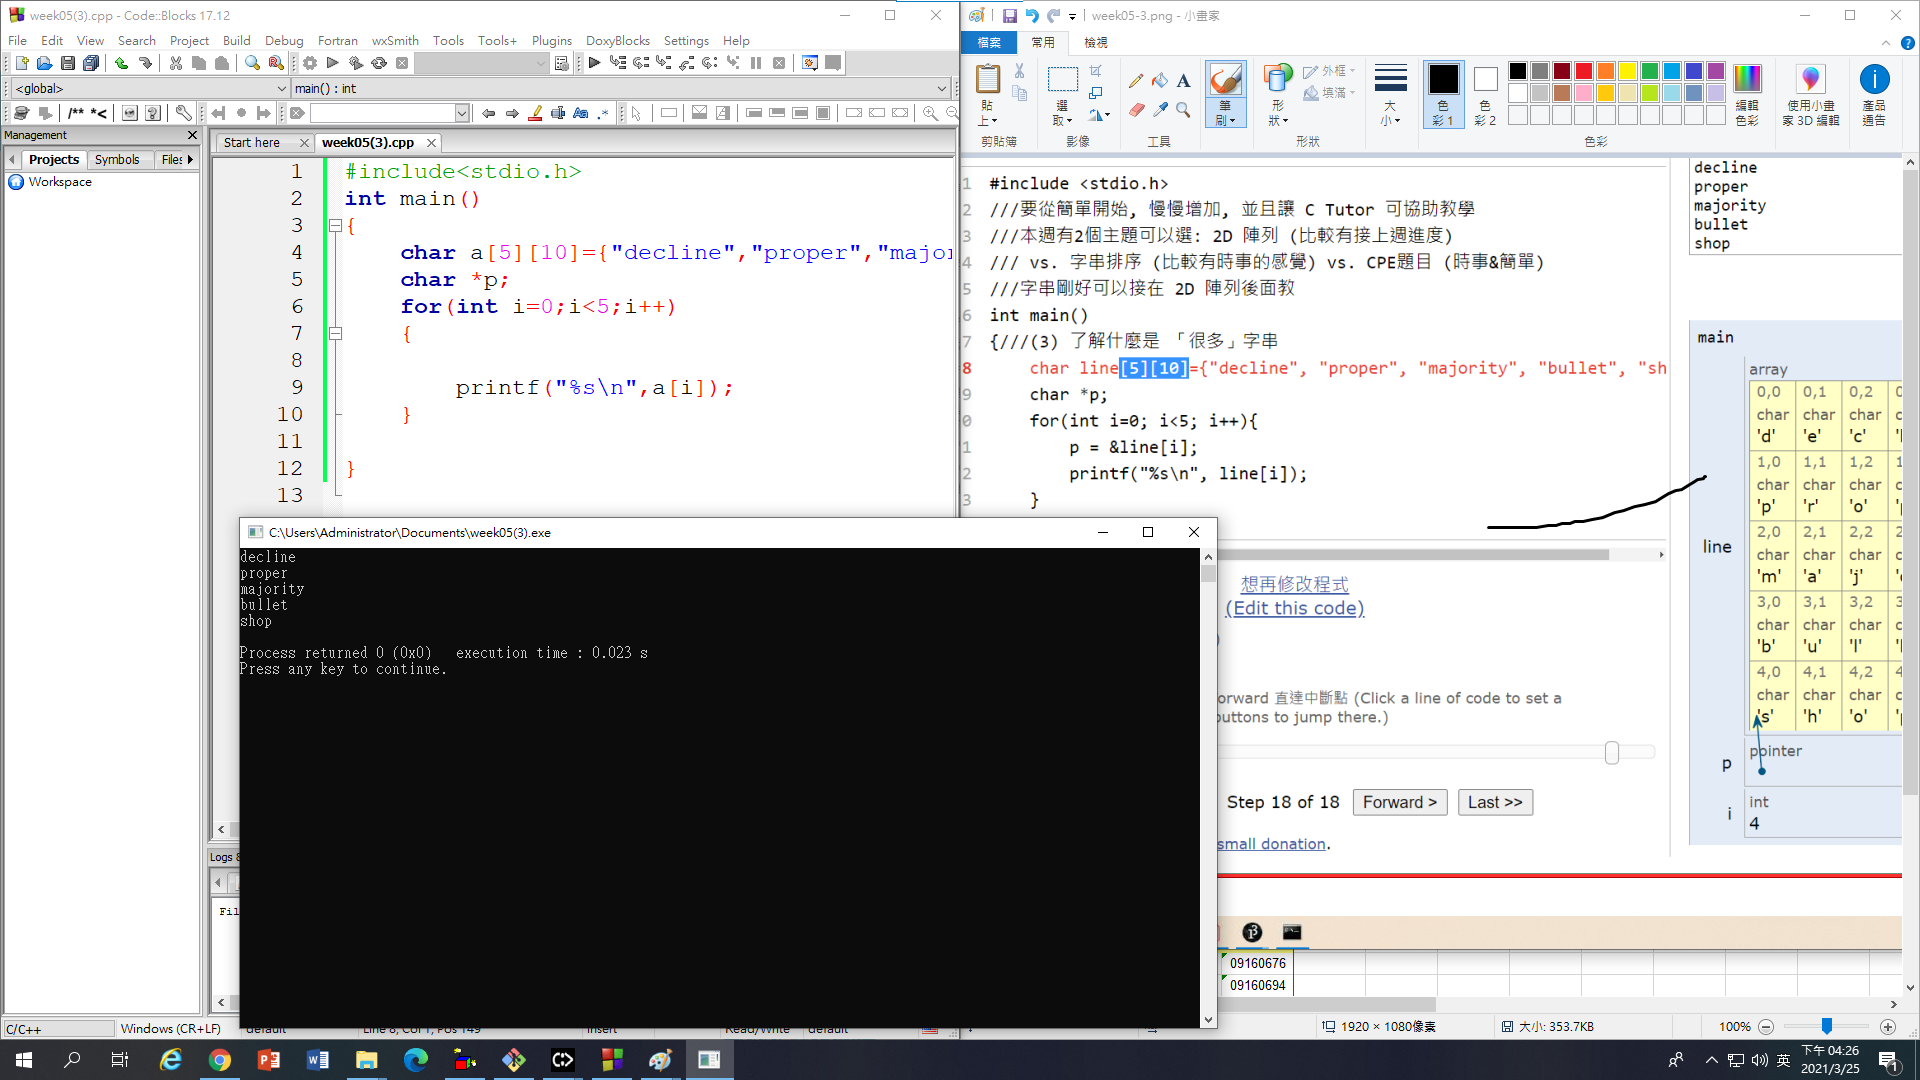 week05(3).cpp - Code::Blocks 17.12
File Edit View Search Project Build Debug Fortran wxSmith Tools Tools+ Plugins DoxyBlocks Settings Help
<global>
main() : int
/** *<
Management
Projects Symbols Files
Workspace
Start here
week05(3).cpp
1 #include<stdio.h>
2 int main()
3 {
4 char a[5][10]={"decline","proper","major
5 char *p;
6 for(int i=0;i<5;i++)
7 {
8
9 printf("%s\n",a[i]);
10 }
11
12 }
13
Logs &
Fil
C/C++
Windows (CR+LF)
default
Line 8, Col 1, Pos 149
Insert
Read/Write
default
C:\Users\Administrator\Documents\week05(3).exe
decline
proper
majority
bullet
shop
Process returned 0 (0x0) execution time : 0.023 s
Press any key to continue.
week05-3.png - 小畫家
檔案 常用 檢視
貼上
剪貼簿
選取
影像
工具
筆刷
形狀
外框
填滿
形狀
大小
色彩 1
色彩 2
編輯色彩
色彩
使用小畫家 3D 編輯
產品通告
1 #include <stdio.h>
2 ///要從簡單開始, 慢慢增加, 並且讓 C Tutor 可協助教學
3 ///本週有2個主題可以選: 2D 陣列 (比較有接上週進度)
4 /// vs. 字串排序 (比較有時事的感覺) vs. CPE題目 (時事&簡單)
5 ///字串剛好可以接在 2D 陣列後面教
6 int main()
7 {///(3) 了解什麼是 「很多」字串
8 char line[5][10]={"decline", "proper", "majority", "bullet", "sh
9 char *p;
0 for(int i=0; i<5; i++){
1 p = &line[i];
2 printf("%s\n", line[i]);
3 }
想再修改程式
(Edit this code)
)
orward 直達中斷點 (Click a line of code to set a
buttons to jump there.)
Step 18 of 18
Forward >
Last >>
small donation.
decline
proper
majority
bullet
shop
main
array
line
0,0 0,1 0,2 0
char char char c
'd' 'e' 'c'
1,0 1,1 1,2 1
char char char c
'p' 'r' 'o'
2,0 2,1 2,2 2
char char char c
'm' 'a' 'j'
3,0 3,1 3,2 3
char char char c
'b' 'u' 'l'
4,0 4,1 4,2 4
char char char c
's' 'h' 'o'
p
pointer
i
int
4
09160676
09160694
1920 × 1080像素
大小: 353.7KB
100%
英
下午 04:26
2021/3/25
1